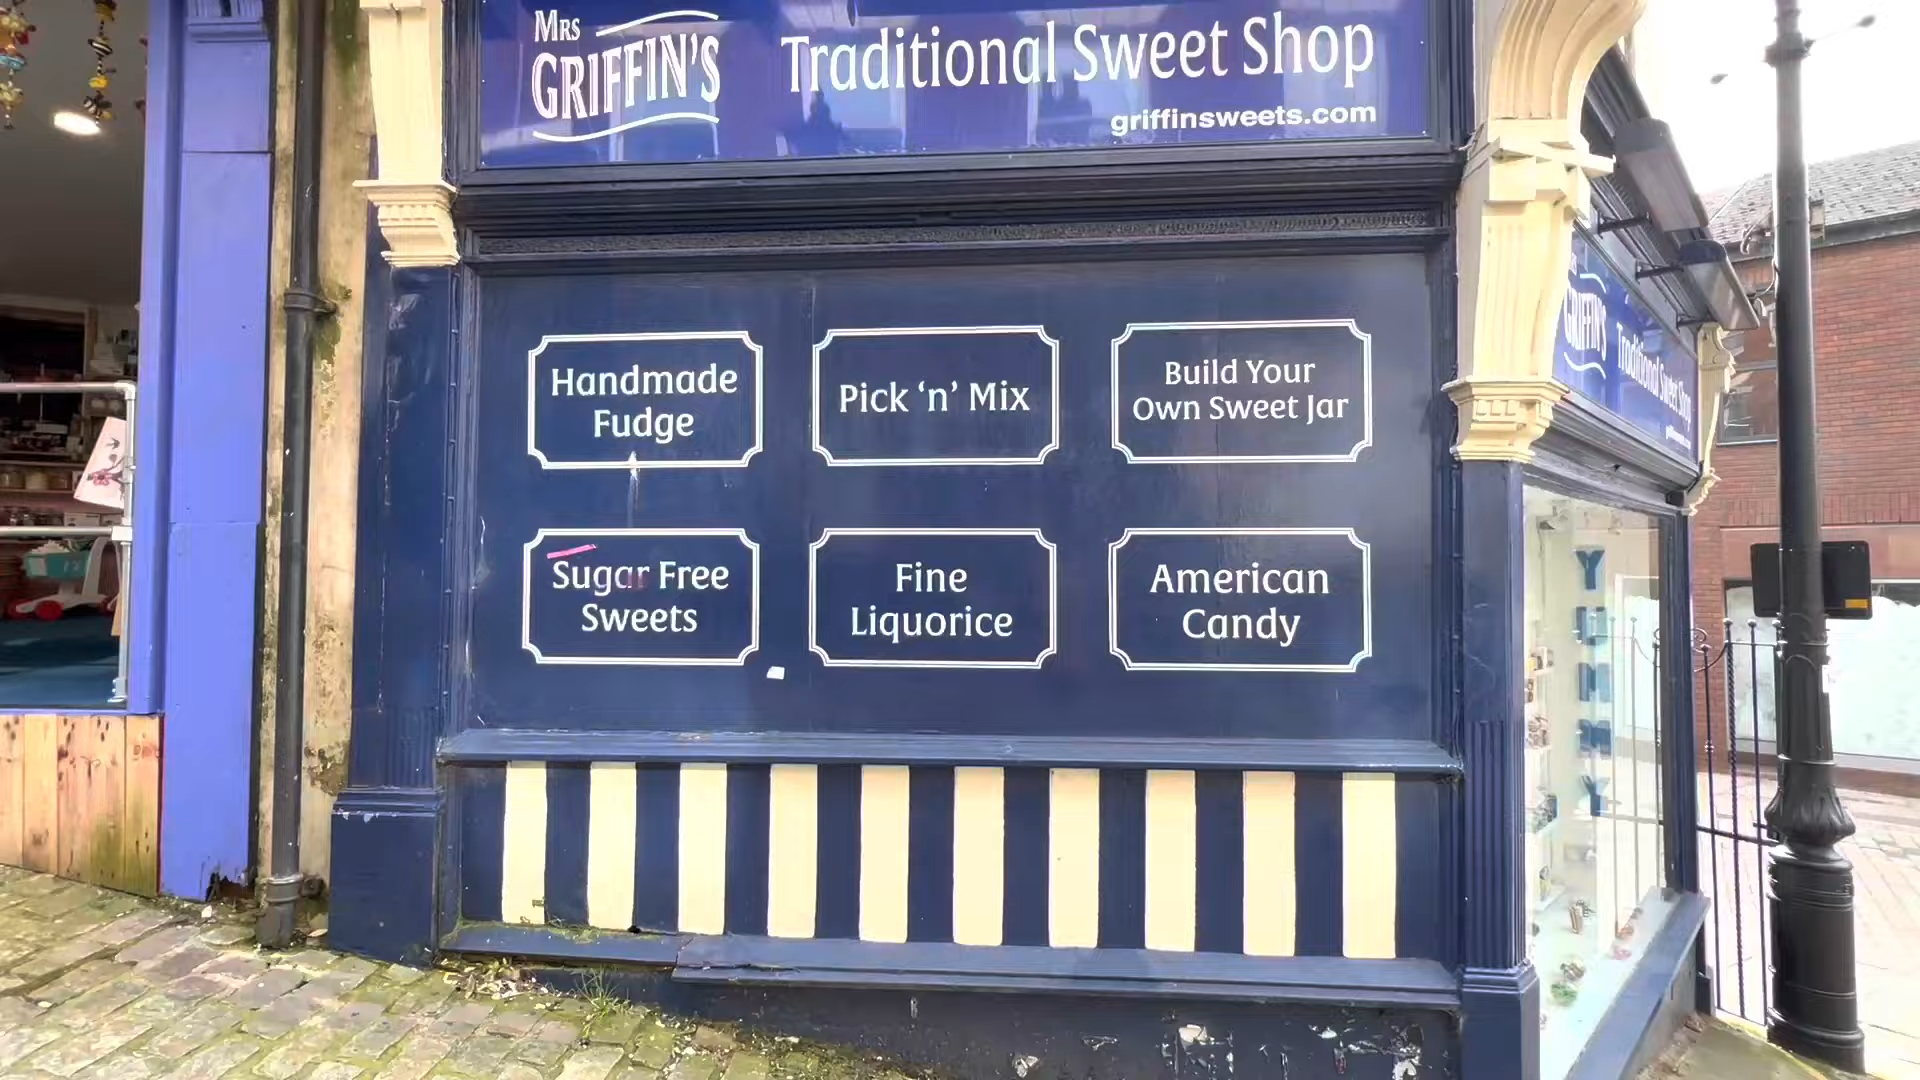 MRS
GRIFFIN'S
Traditional Sweet Shop
griffinsweets.com
Handmade
Fudge
Pick 'n' Mix
Build Your
Own Sweet Jar
Sugar Free
Sweets
Fine
Liquorice
American
Candy
GRIFFIN'S
Traditional Sweet Shop
YUMMY